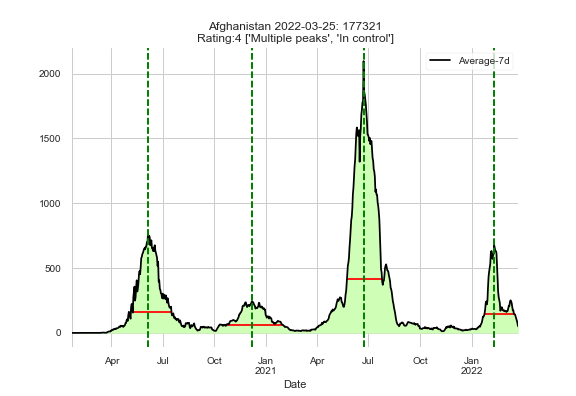 Afghanistan 2022-03-25: 177321
Rating:4 ['Multiple peaks', 'In control']
Average-7d
2000
1500
1000
500
0
Apr Jul Oct Jan Apr Jul Oct Jan
2021 2022
Date